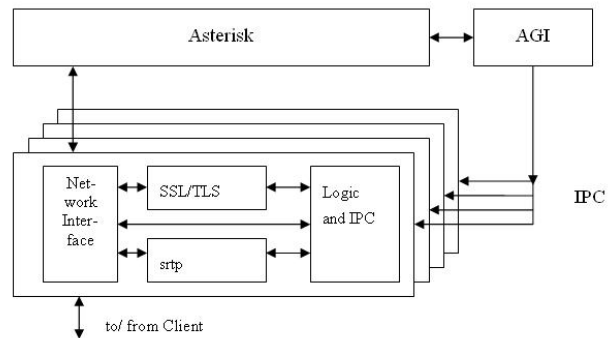 Asterisk
AGI
IPC
Net-
work
Inter-
face
SSL/TLS
srtp
Logic
and IPC
to/ from Client